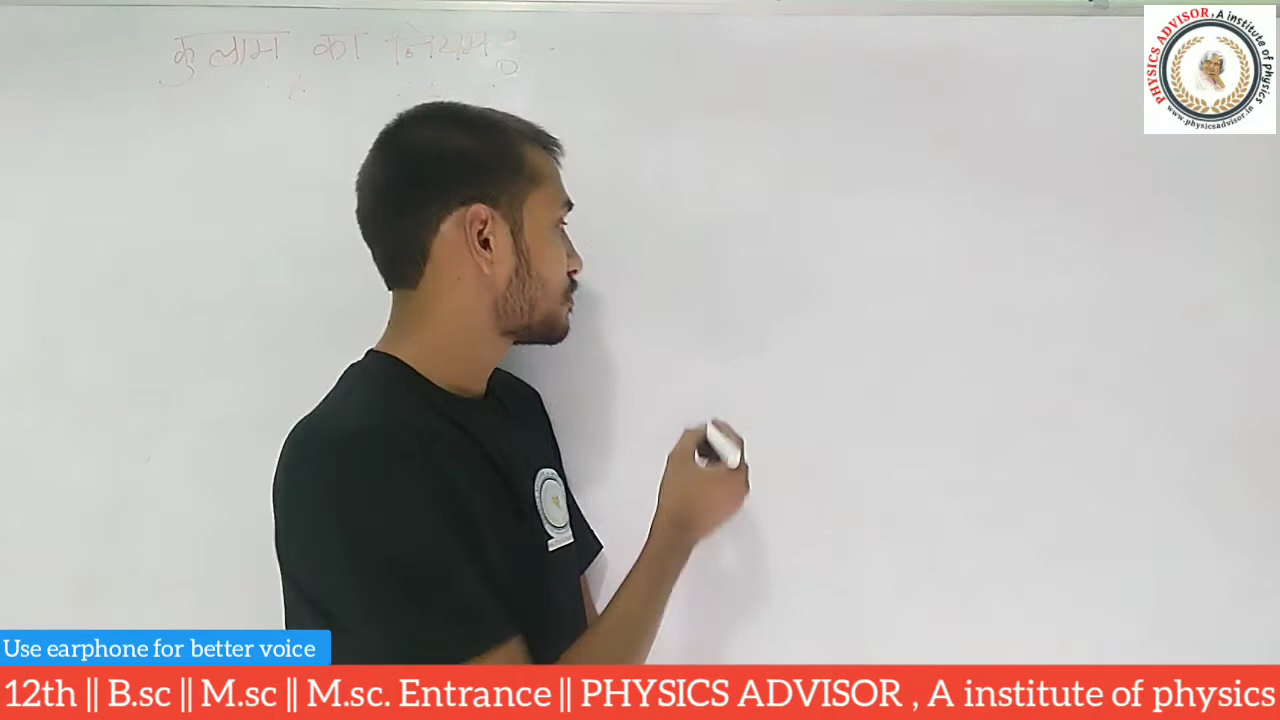 कुलाम का नियम
PHYSICS ADVISOR, A institute of physics
www.physicsadvisor.in
Use earphone for better voice
12th || B.sc || M.sc || M.sc. Entrance || PHYSICS ADVISOR , A institute of physics